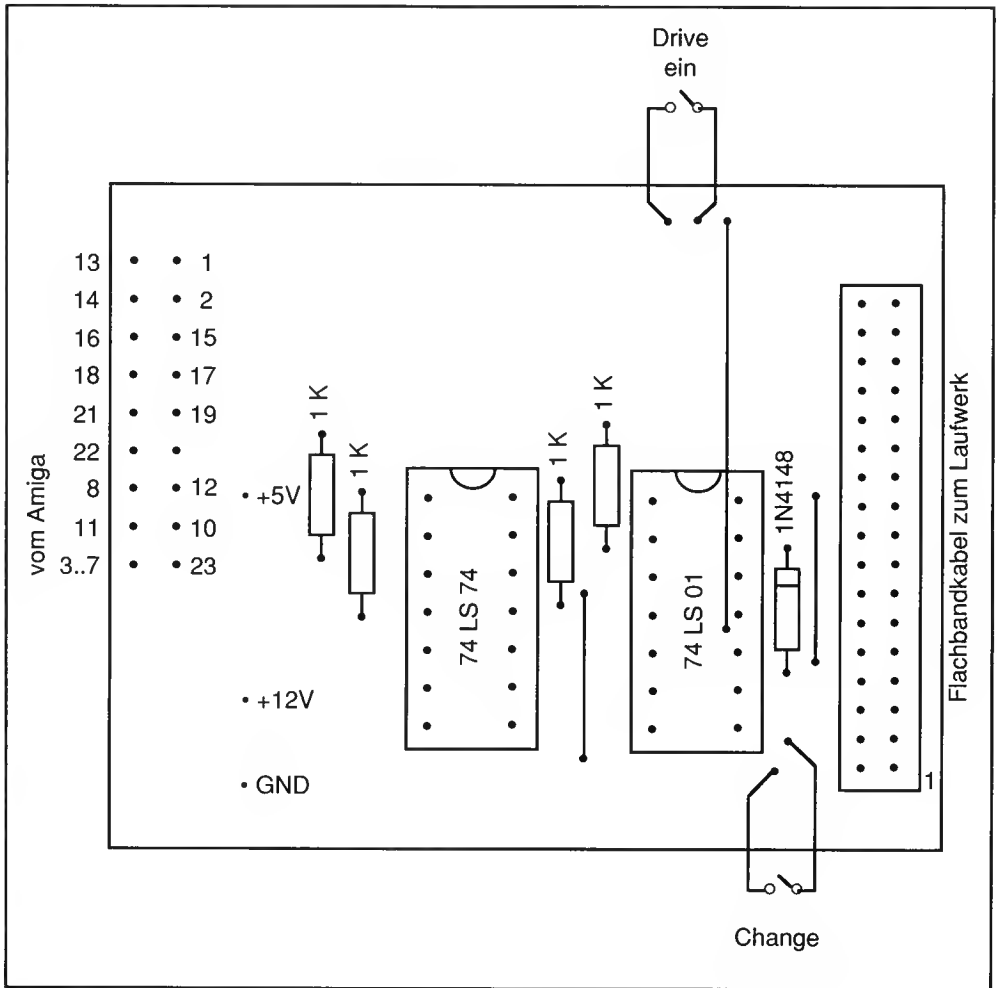 Drive
ein
13 1
14 2
16 15
18 17
21 19
22
8 12
11 10
3..7 23
vom Amiga
+5V
+12V
GND
1 K
1 K
74 LS 74
1 K
1 K
74 LS 01
1N4148
Flachbandkabel zum Laufwerk
1
Change